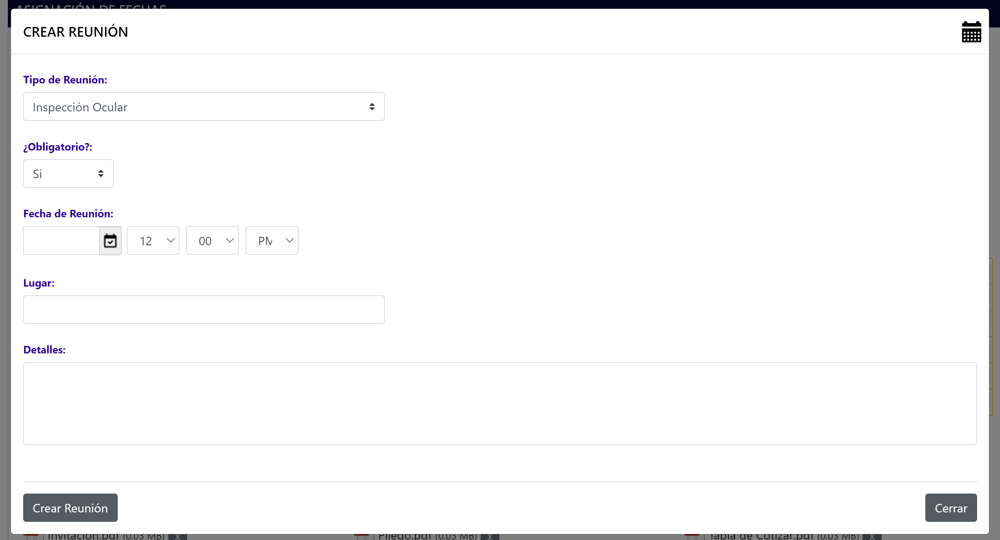 ASIGNACIÓN DE FECHAS
CREAR REUNIÓN
Tipo de Reunión:
Inspección Ocular
¿Obligatorio?:
Si
Fecha de Reunión:
12 00 PM
Lugar:
Detalles:
Crear Reunión Cerrar
Invitación.pdf (0.03 MB) X Pliego.pdf (0.03 MB) X Tabla de Cotizar.pdf (0.03 MB) X